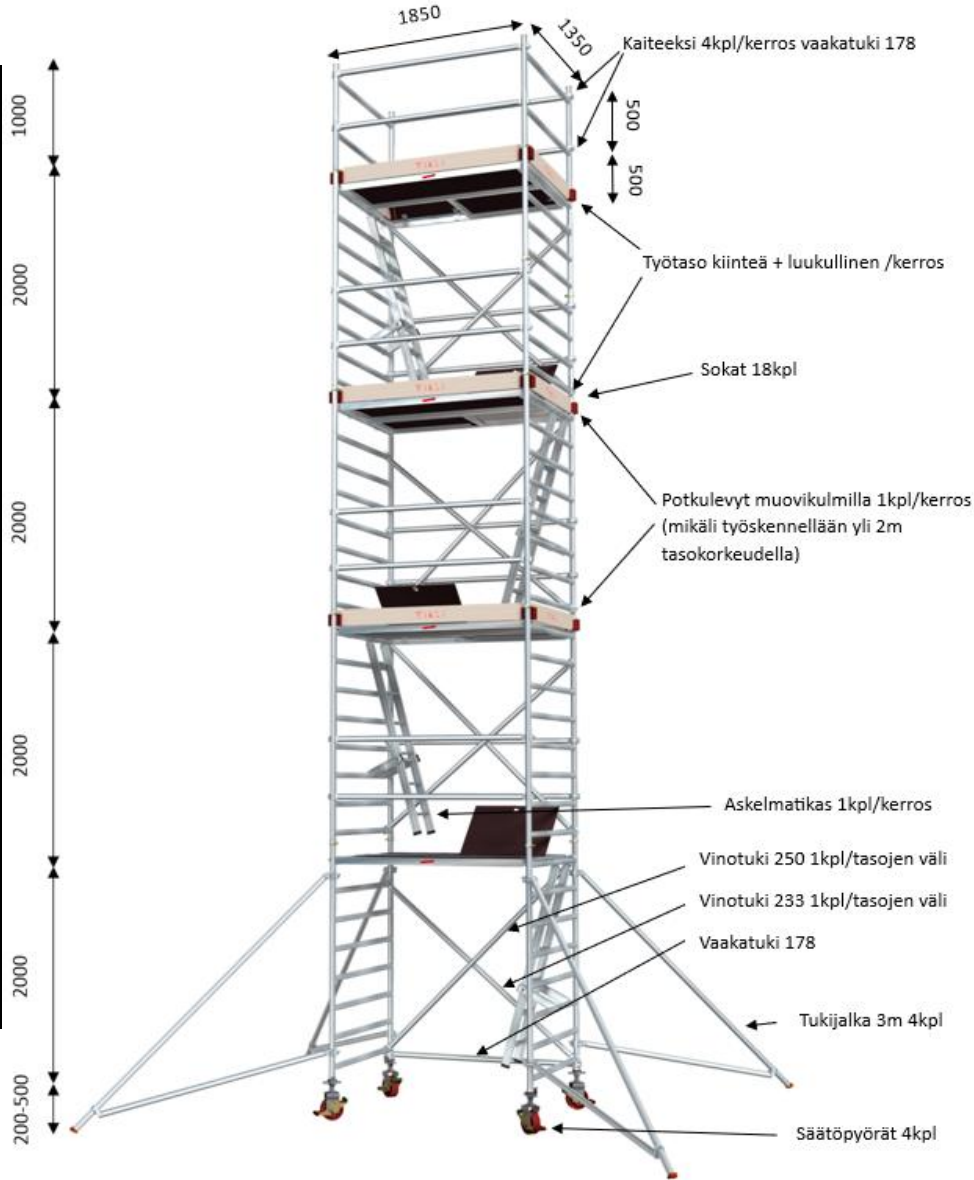 1850
1350
Kaiteeksi 4kpl/kerros vaakatuki 178
1000
500
500
2000
Työtaso kiinteä + luukullinen /kerros
Sokat 18kpl
2000
Potkulevyt muovikulmilla 1kpl/kerros
(mikäli työskennellään yli 2m
tasokorkeudella)
2000
Askelmatikas 1kpl/kerros
Vinotuki 250 1kpl/tasojen väli
Vinotuki 233 1kpl/tasojen väli
Vaakatuki 178
2000
Tukijalka 3m 4kpl
200-500
Säätöpyörät 4kpl